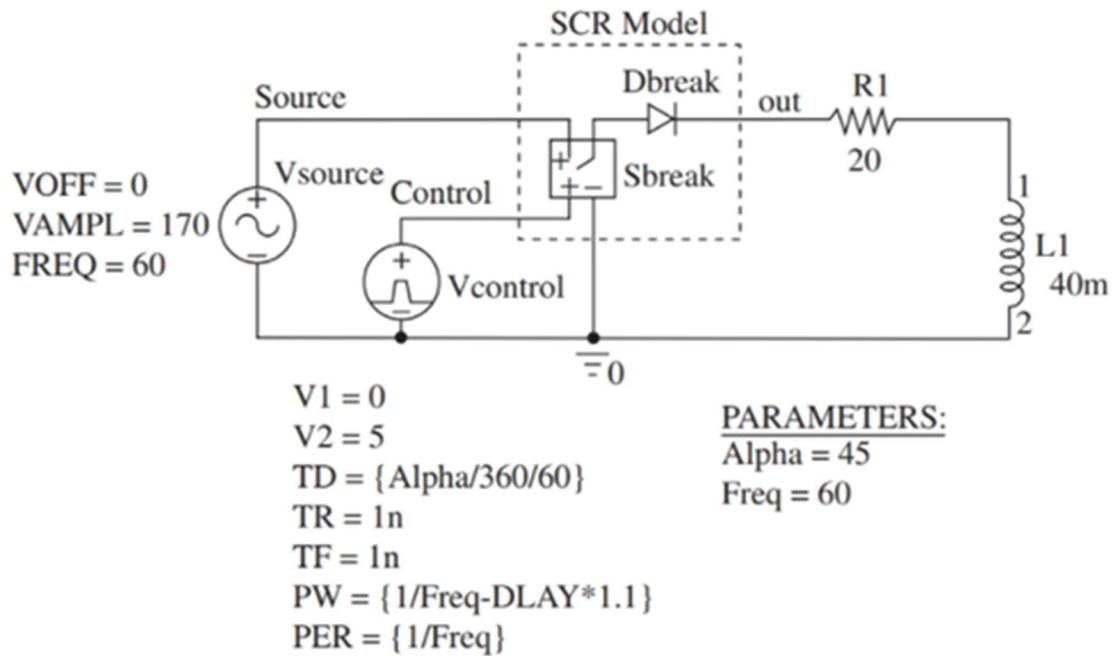 SCR Model
Dbreak
out
R1
20
Source
Vsource
VOFF = 0
VAMPL = 170
FREQ = 60
+
−
Control
+ 
+ −
Sbreak
+
−
Vcontrol
1
L1
40m
2
0
V1 = 0
V2 = 5
TD = {Alpha/360/60}
TR = 1n
TF = 1n
PW = {1/Freq-DLAY*1.1}
PER = {1/Freq}
PARAMETERS:
Alpha = 45
Freq = 60